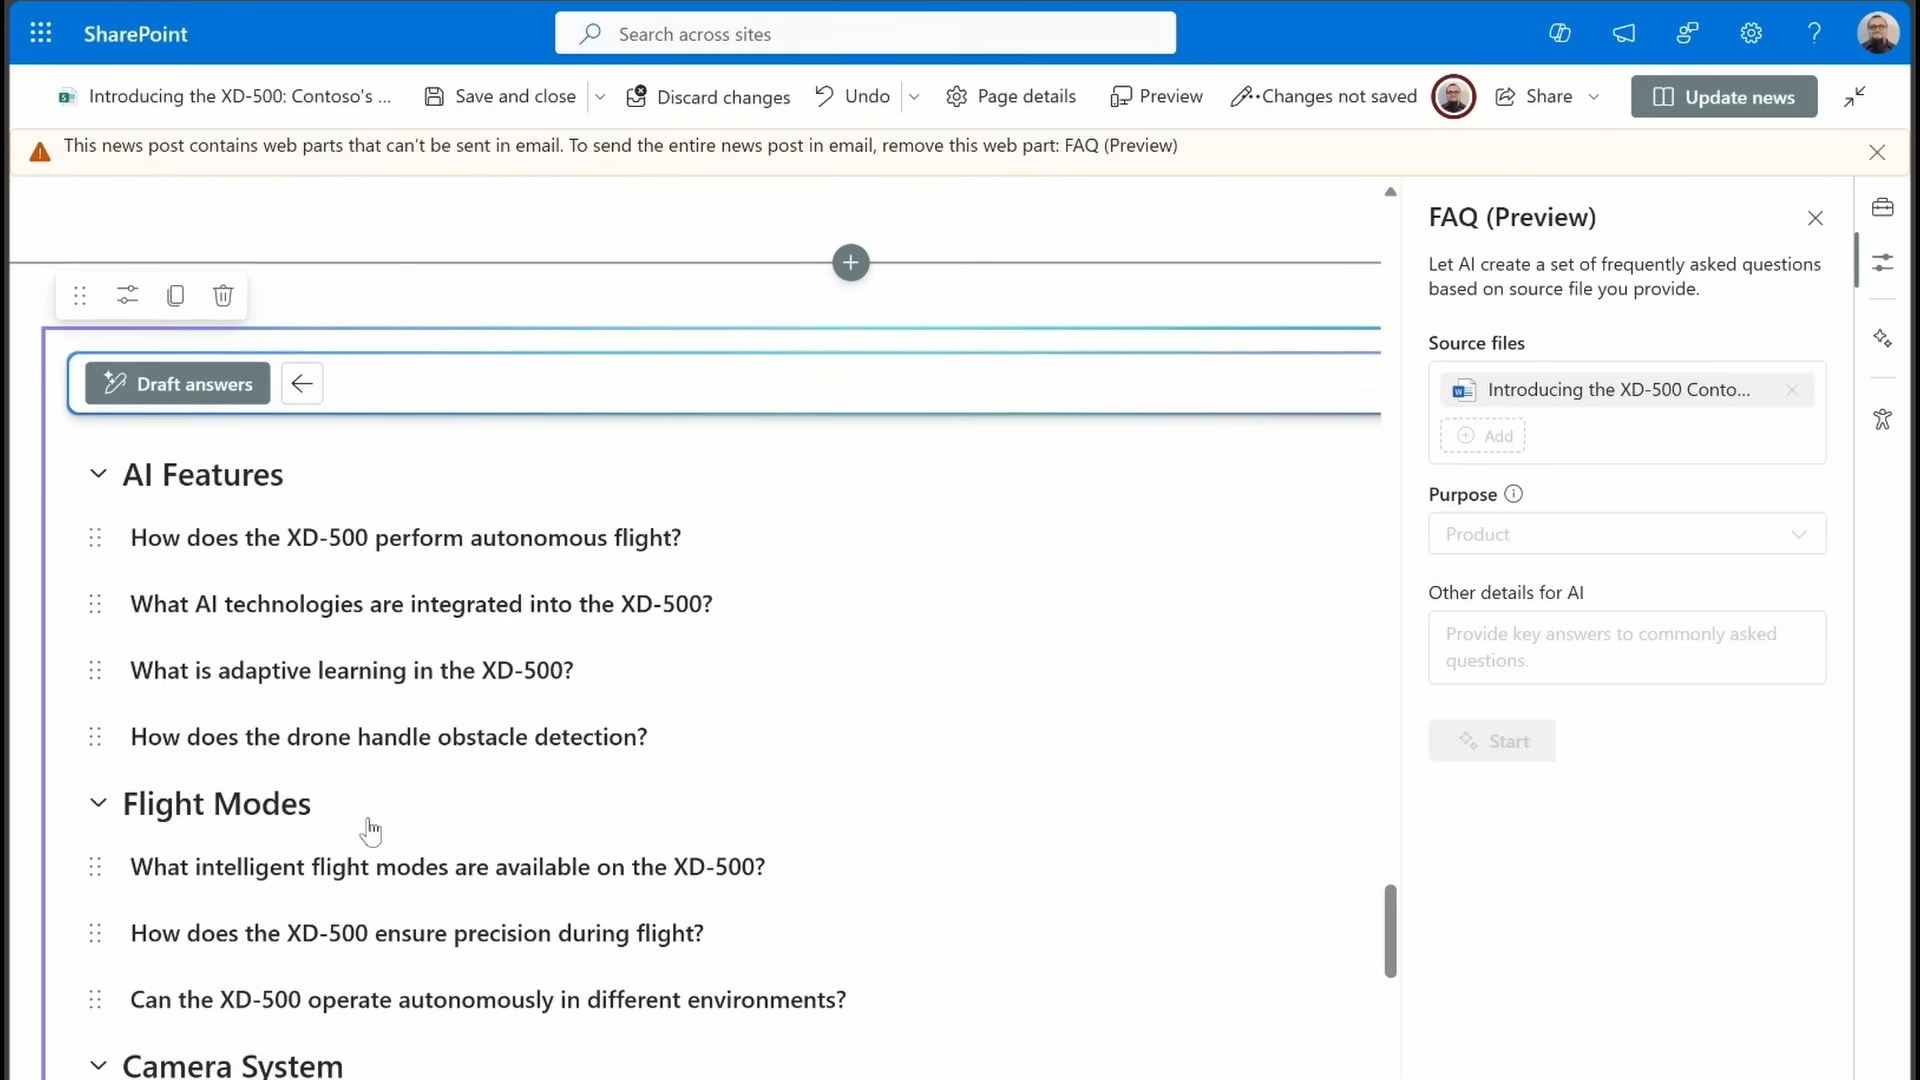 SharePoint
Search across sites
Introducing the XD-500: Contoso's ...
Save and close
Discard changes
Undo
Page details
Preview
Changes not saved
Share
Update news
This news post contains web parts that can't be sent in email. To send the entire news post in email, remove this web part: FAQ (Preview)
Draft answers
AI Features
How does the XD-500 perform autonomous flight?
What AI technologies are integrated into the XD-500?
What is adaptive learning in the XD-500?
How does the drone handle obstacle detection?
Flight Modes
What intelligent flight modes are available on the XD-500?
How does the XD-500 ensure precision during flight?
Can the XD-500 operate autonomously in different environments?
Camera System
FAQ (Preview)
Let AI create a set of frequently asked questions
based on source file you provide.
Source files
Introducing the XD-500 Conto...
Add
Purpose
Product
Other details for AI
Provide key answers to commonly asked
questions.
Start